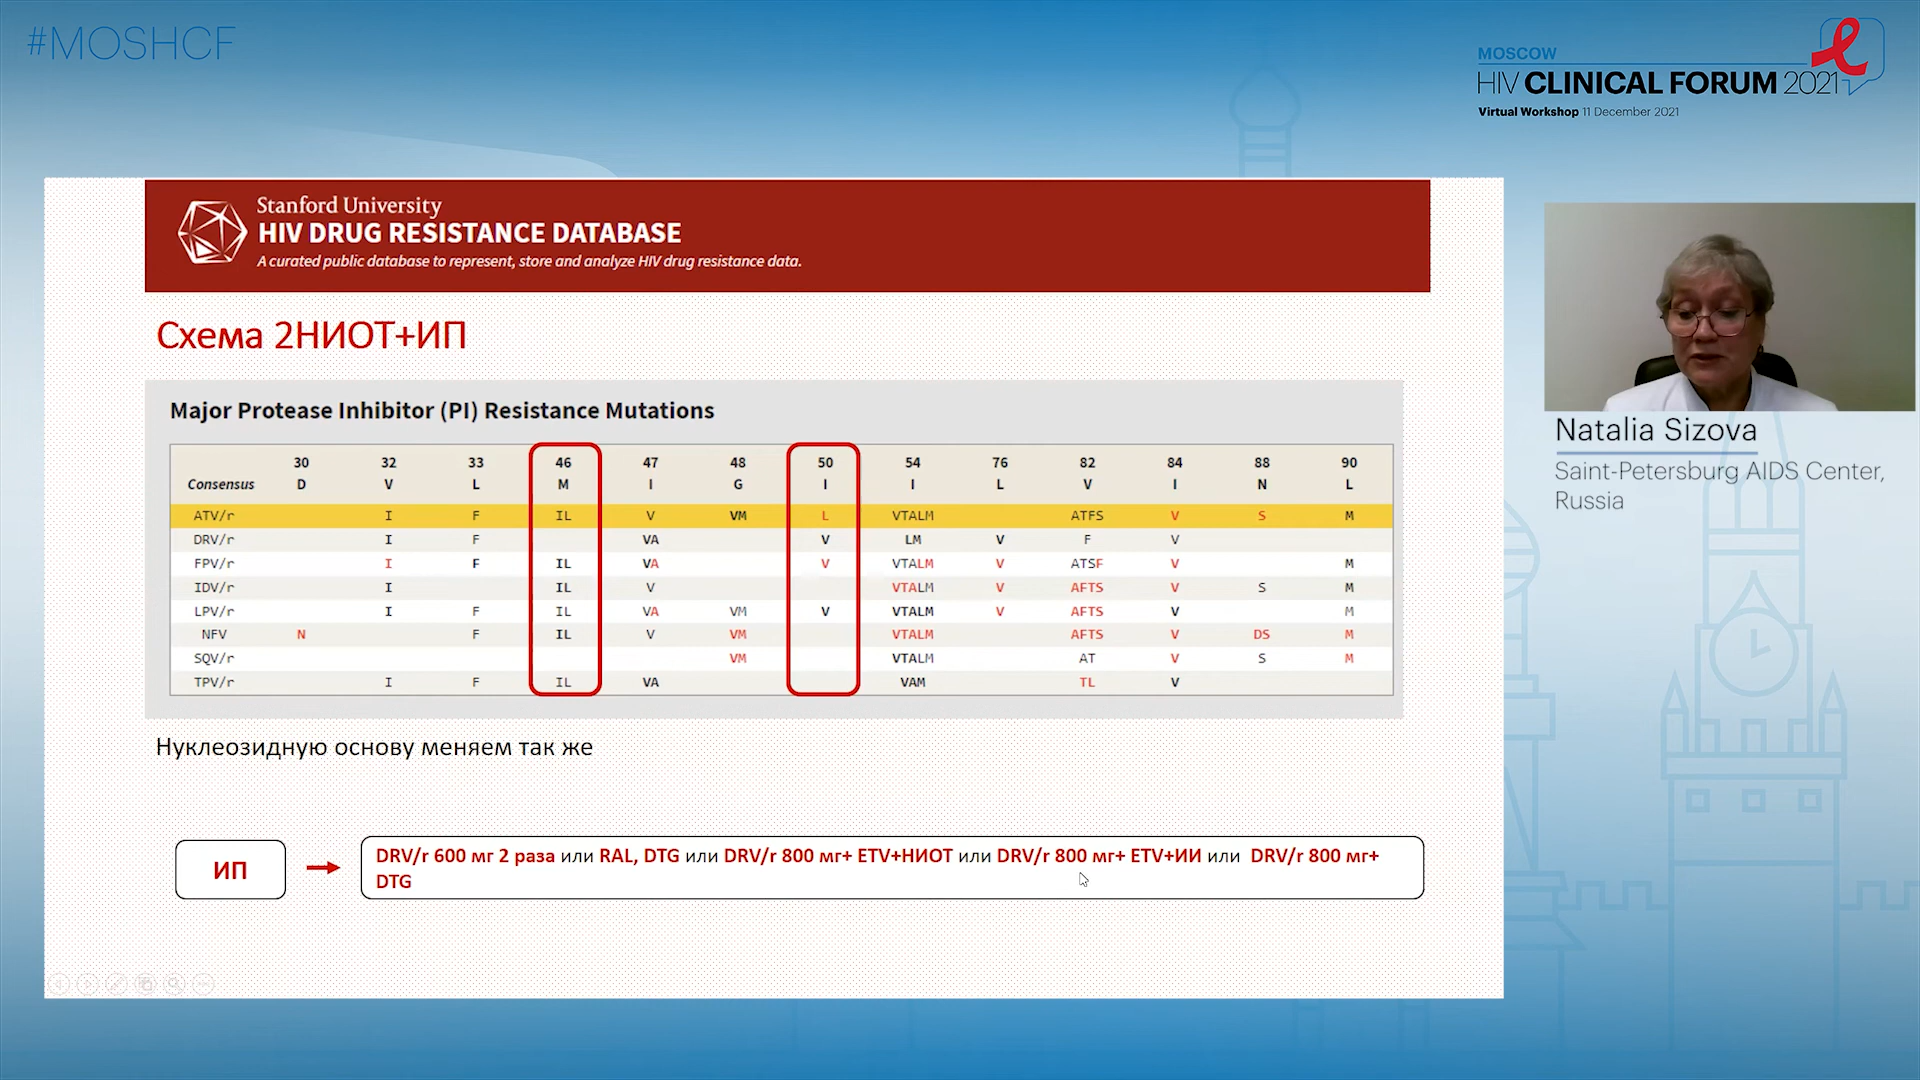 #MOSHCF
MOSCOW
HIV CLINICAL FORUM 2021
Virtual Workshop 11 December 2021
Stanford University
HIV DRUG RESISTANCE DATABASE
A curated public database to represent, store and analyze HIV drug resistance data.
Схема 2НИОТ+ИП
Major Protease Inhibitor (PI) Resistance Mutations
30 32 33 46 47 48 50 54 76 82 84 88 90
Consensus D V L M I G I I L V I N L
ATV/r I F IL V VM L VTALM ATFS V S M
DRV/r I F VA V LM V F V
FPV/r I F IL VA V VTALM V ATSF V M
IDV/r I IL V VTALM V AFTS V S M
LPV/r I F IL VA VM V VTALM V AFTS V M
NFV N F IL V VM VTALM AFTS V DS M
SQV/r VM VTALM AT V S M
TPV/r I F IL VA VAM TL V
Нуклеозидную основу меняем так же
ИП
DRV/r 600 мг 2 раза или RAL, DTG или DRV/r 800 мг+ ETV+НИОТ или DRV/r 800 мг+ ETV+ИИ или DRV/r 800 мг+
DTG
Natalia Sizova
Saint-Petersburg AIDS Center,
Russia